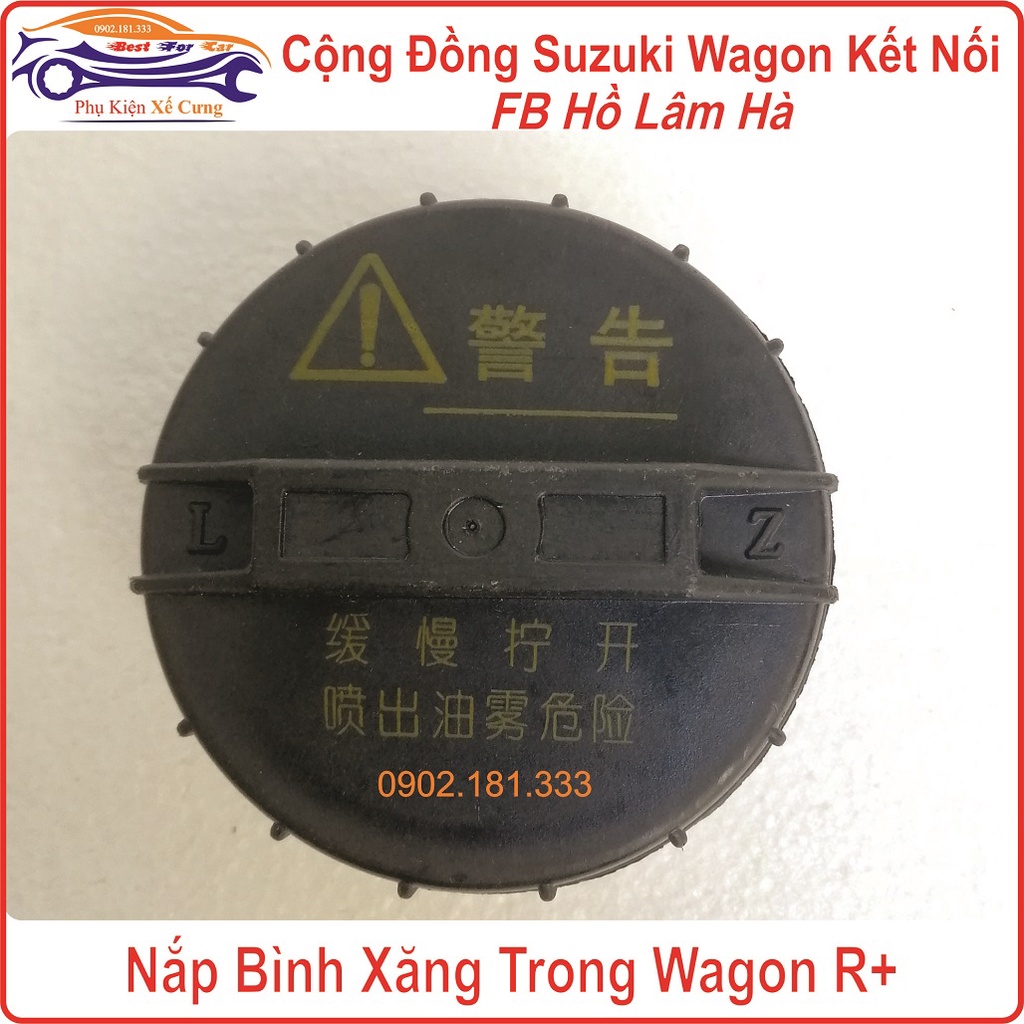 0902.181.333
Best For Car
Phụ Kiện Xế Cưng
Cộng Đồng Suzuki Wagon Kết Nối
FB Hồ Lâm Hà
警告
L Z
缓慢拧开
喷出油雾危险
0902.181.333
Nắp Bình Xăng Trong Wagon R+